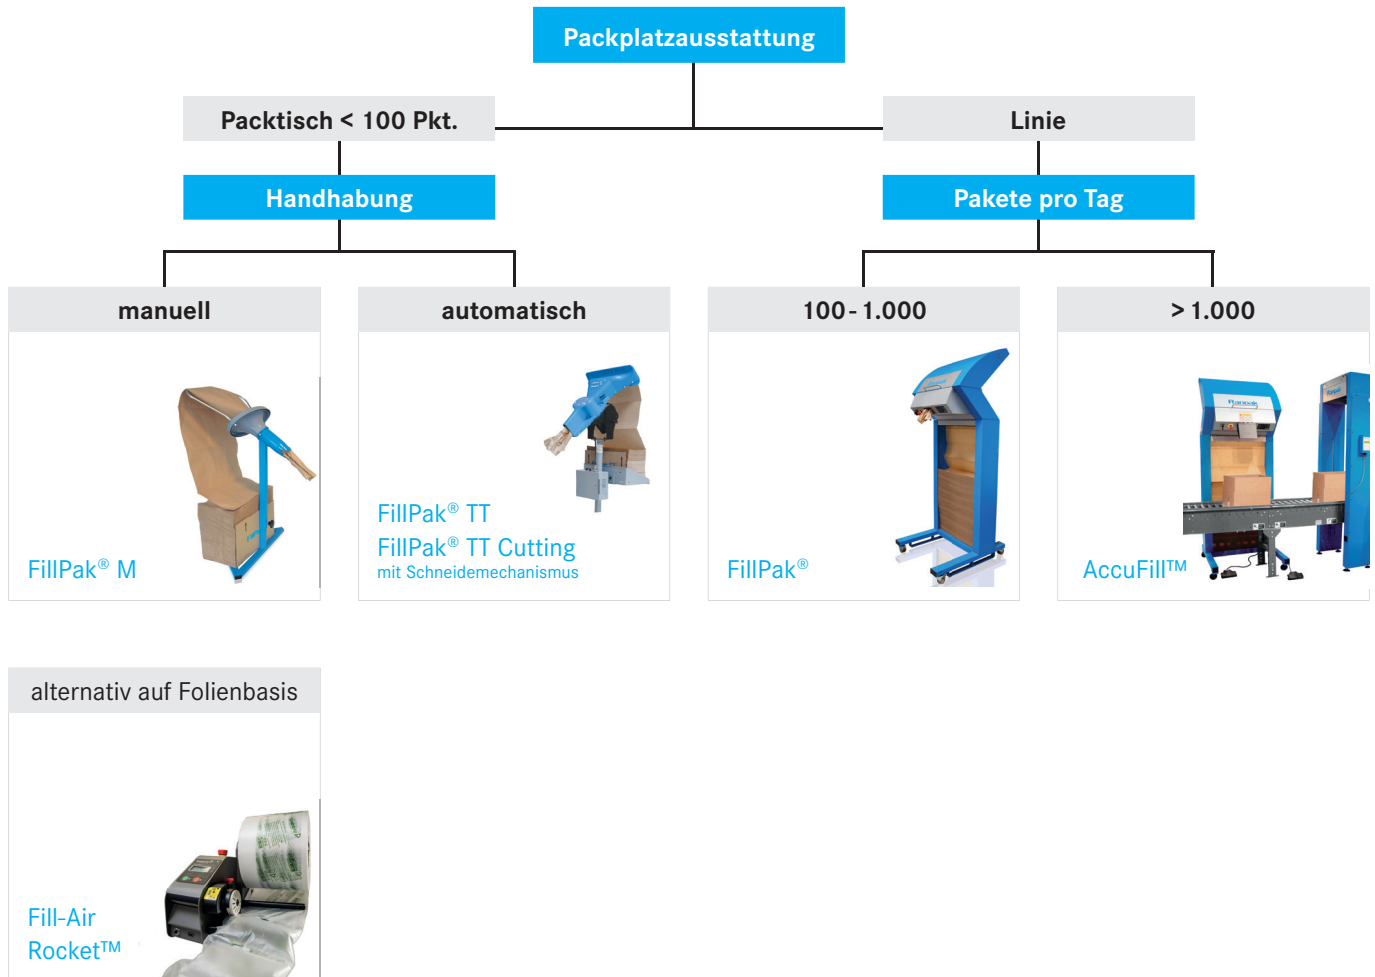 Packplatzausstattung
Packtisch < 100 Pkt.
Linie
Handhabung
Pakete pro Tag
manuell
automatisch
100 - 1.000
> 1.000
FillPak® M
FillPak® TT
FillPak® TT Cutting
mit Schneidemechanismus
FillPak®
Ranpak
AccuFill™
alternativ auf Folienbasis
Fill-Air
Rocket™